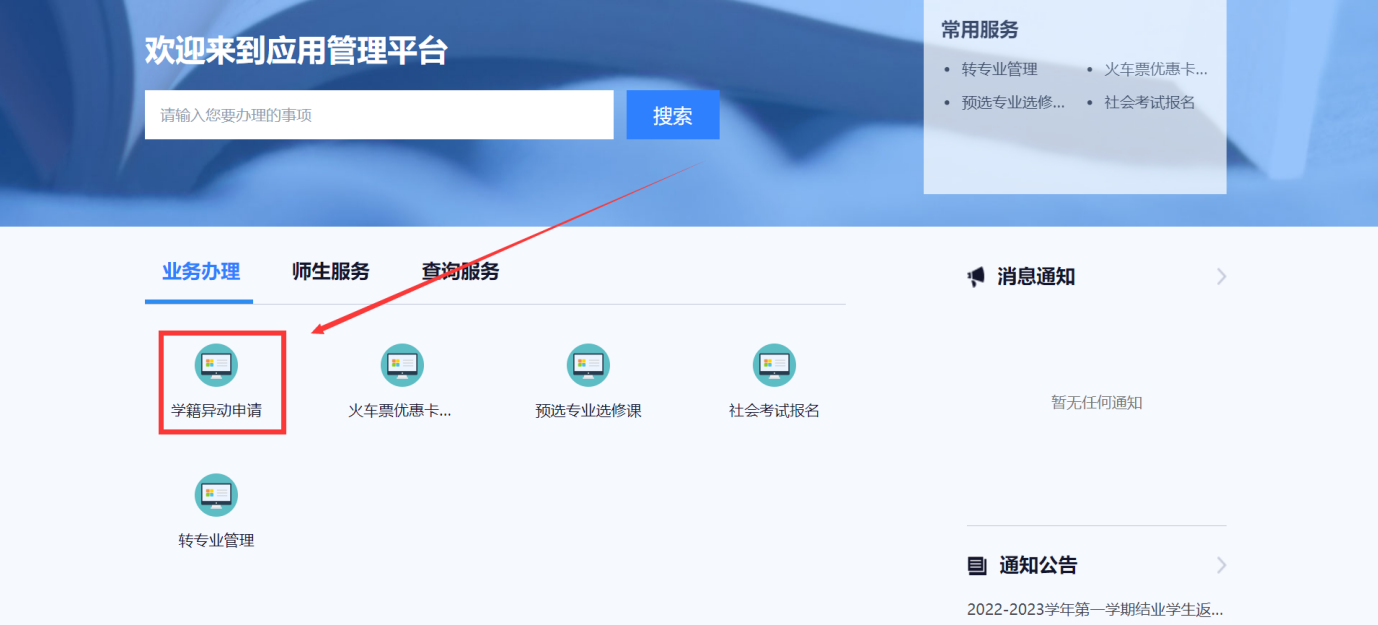 欢迎来到应用管理平台
请输入您要办理的事项
搜索
常用服务
• 转专业管理
• 火车票优惠卡...
• 预选专业选修...
• 社会考试报名
业务办理
师生服务
查询服务
学籍异动申请
火车票优惠卡...
预选专业选修课
社会考试报名
转专业管理
消息通知
暂无任何通知
通知公告
2022-2023学年第一学期结业学生返...